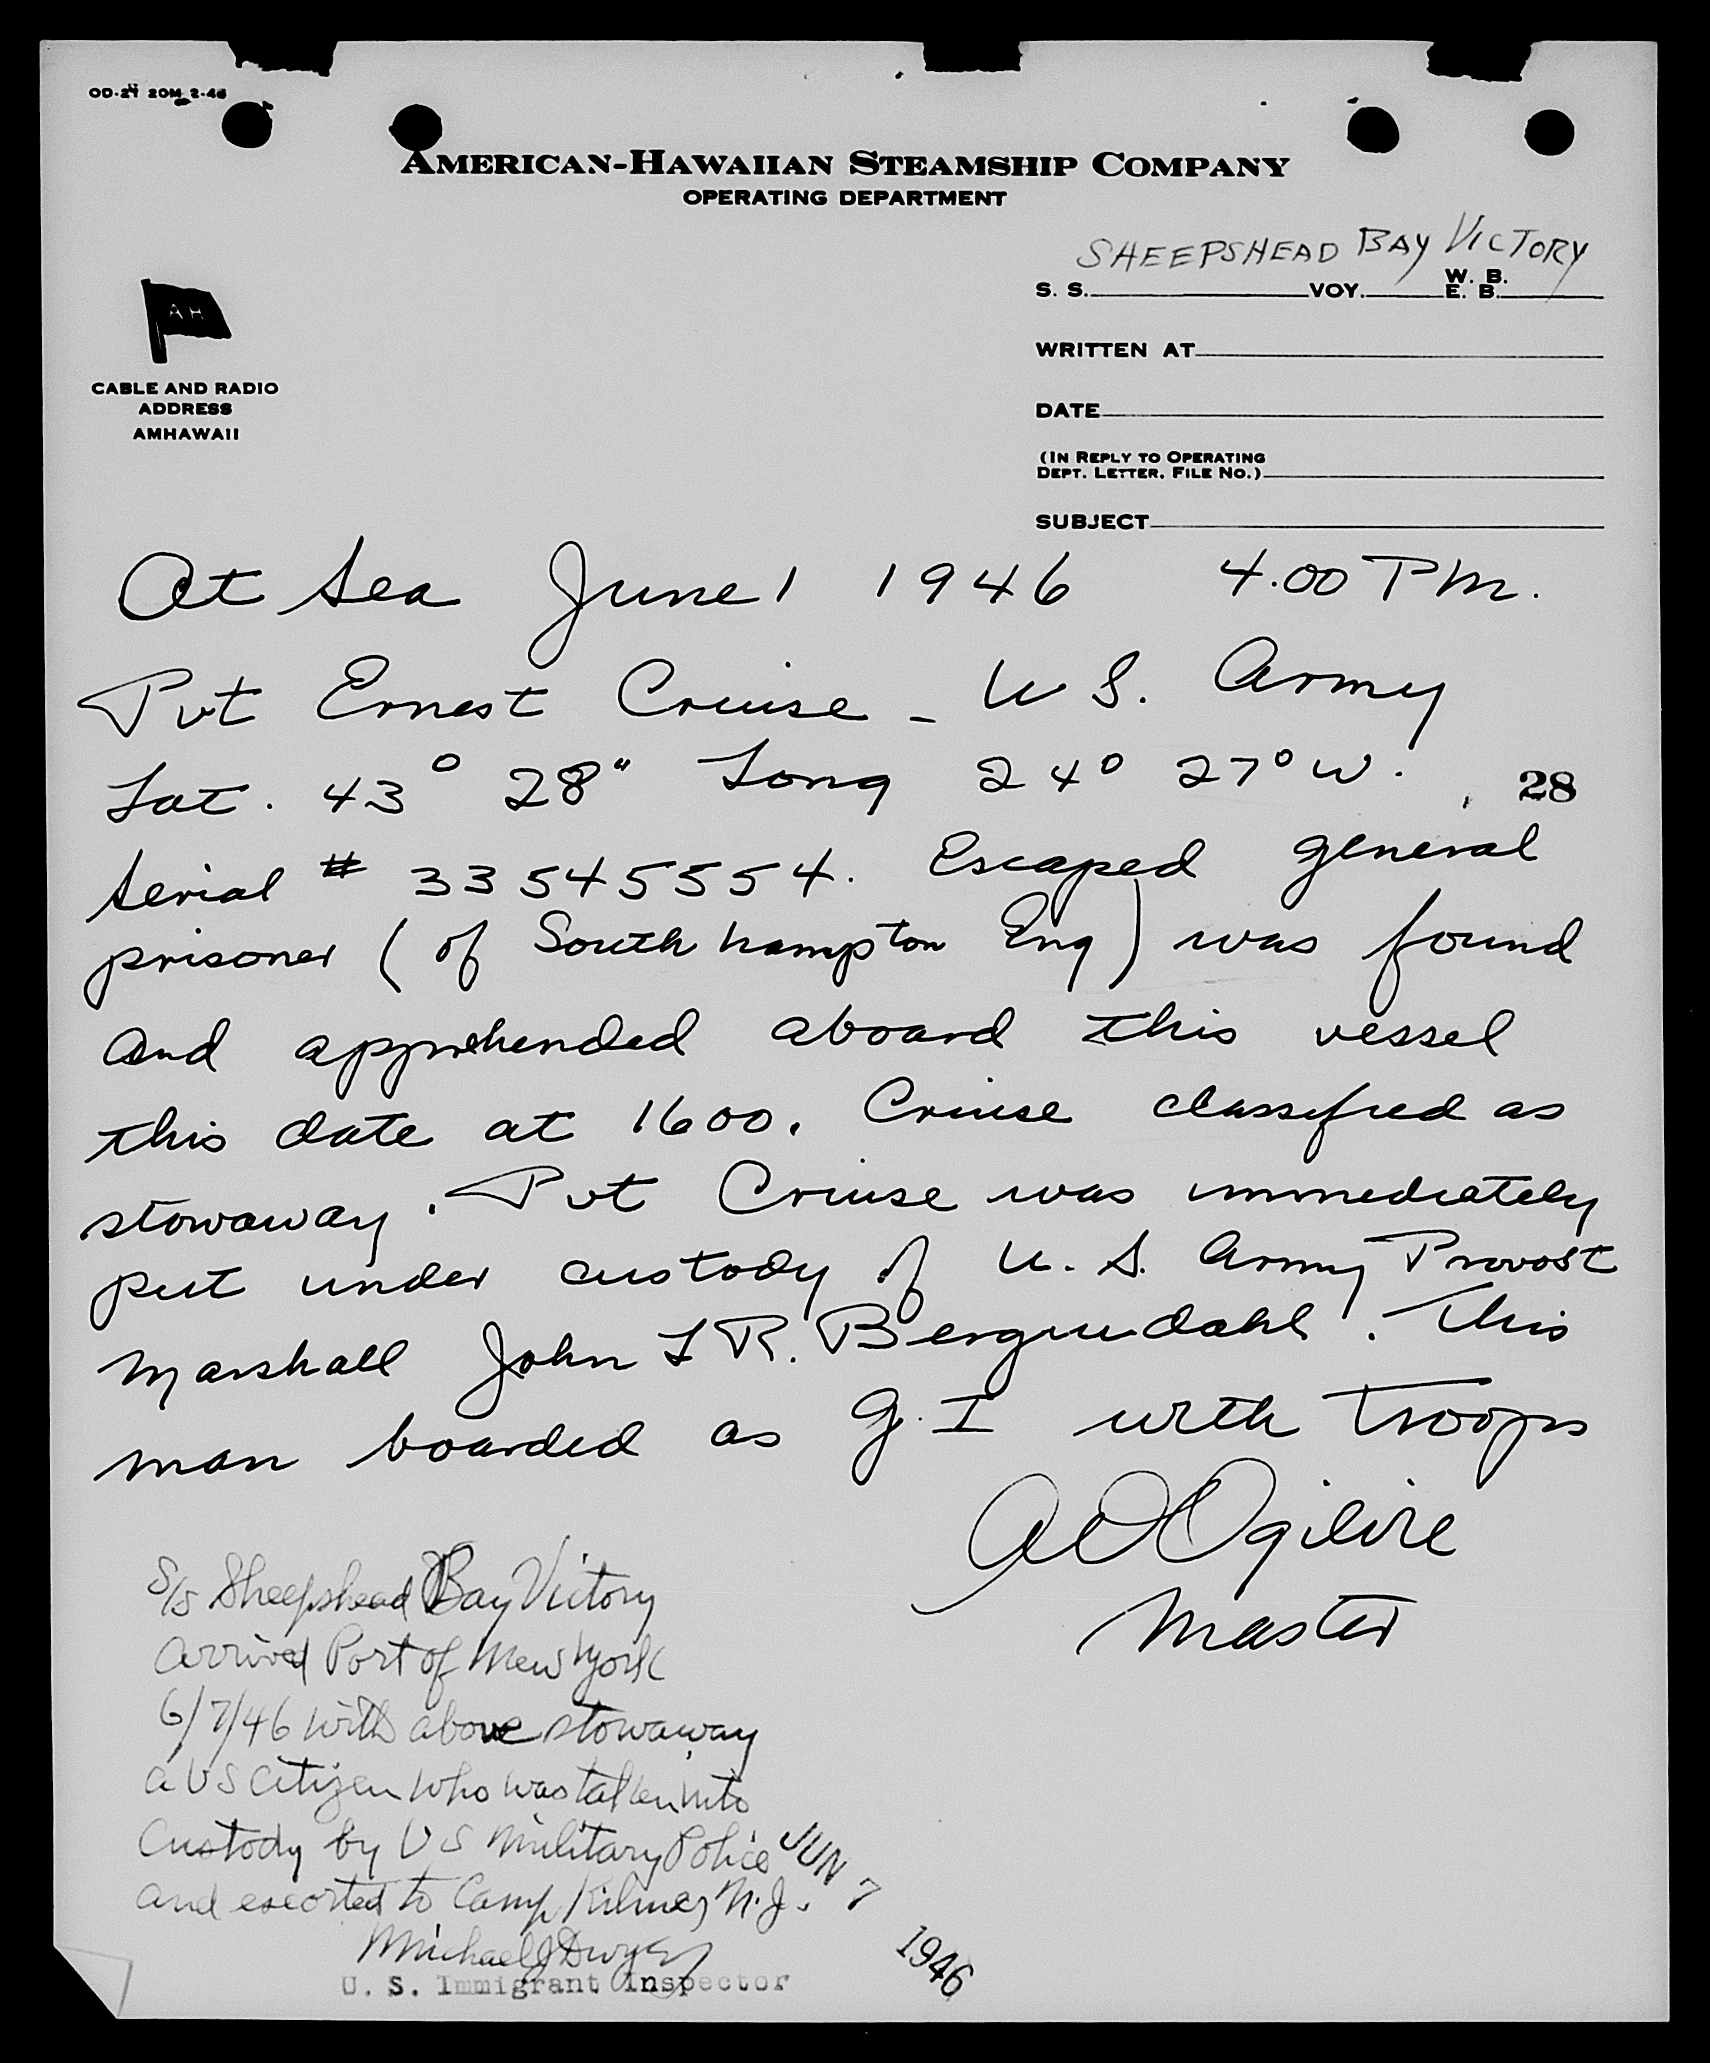 OD-24 20M 2-46
AMERICAN-HAWAIIAN STEAMSHIP COMPANY
OPERATING DEPARTMENT
SHEEPSHEAD BAY VICTORY
S. S. VOY. W. B. E. B.
WRITTEN AT
DATE
(IN REPLY TO OPERATING
DEPT. LETTER. FILE NO.)
SUBJECT
A H
CABLE AND RADIO
ADDRESS
AMHAWAII
At Sea June 1 1946 4.00 PM.
Pvt Ernest Cruise - U S. Army
Lat. 43° 28" Long 24° 27° W.
28
Serial # 33545554. Escaped general
prisoner (of Southhampton Eng) was found
and apprehended aboard this vessel
this date at 1600. Cruise classified as
stowaway. Pvt Cruise was immediately
put under custody of U. S. Army Provost
Marshall John L R. Bergendahl. This
man boarded as G. I with troops
Ogilvie
Master
S/S Sheepshead Bay Victory
arrived Port of New York
6/7/46 with above stowaway
a US Citizen who was taken into
Custody by US Military Police
and escorted to Camp Kilmer N.J.
Michael J Dwyer
U. S. Immigrant Inspector
JUN 7 1946